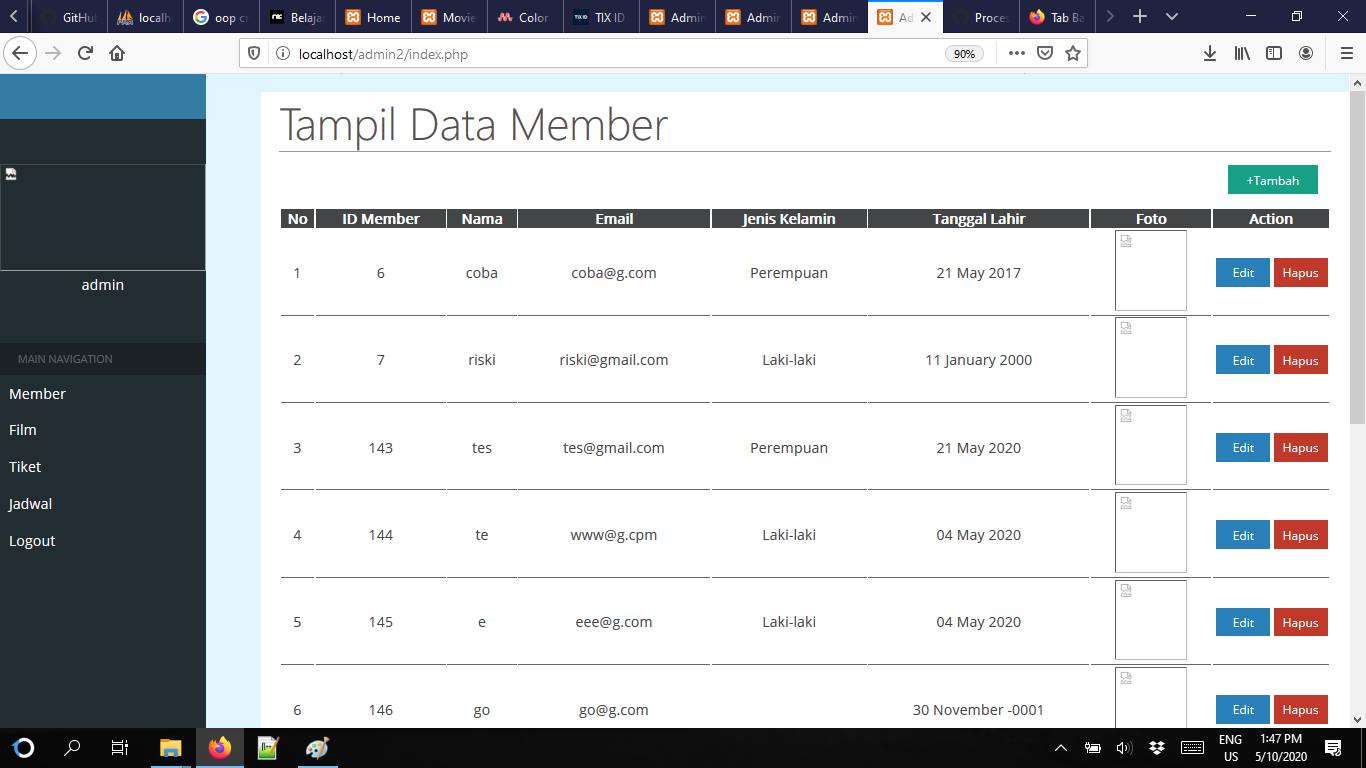 GitHul
localh
oop cr
Belajar
Home
Movie
Color
TIX ID
Admin
Admin
Admin
Ad
Proces
Tab Ba
localhost/admin2/index.php
90%
Tampil Data Member
+Tambah
No ID Member Nama Email Jenis Kelamin Tanggal Lahir Foto Action
1 6 coba coba@g.com Perempuan 21 May 2017 Edit Hapus
2 7 riski riski@gmail.com Laki-laki 11 January 2000 Edit Hapus
3 143 tes tes@gmail.com Perempuan 21 May 2020 Edit Hapus
4 144 te www@g.cpm Laki-laki 04 May 2020 Edit Hapus
5 145 e eee@g.com Laki-laki 04 May 2020 Edit Hapus
6 146 go go@g.com 30 November -0001 Edit Hapus
admin
MAIN NAVIGATION
Member
Film
Tiket
Jadwal
Logout
ENG
US
1:47 PM
5/10/2020